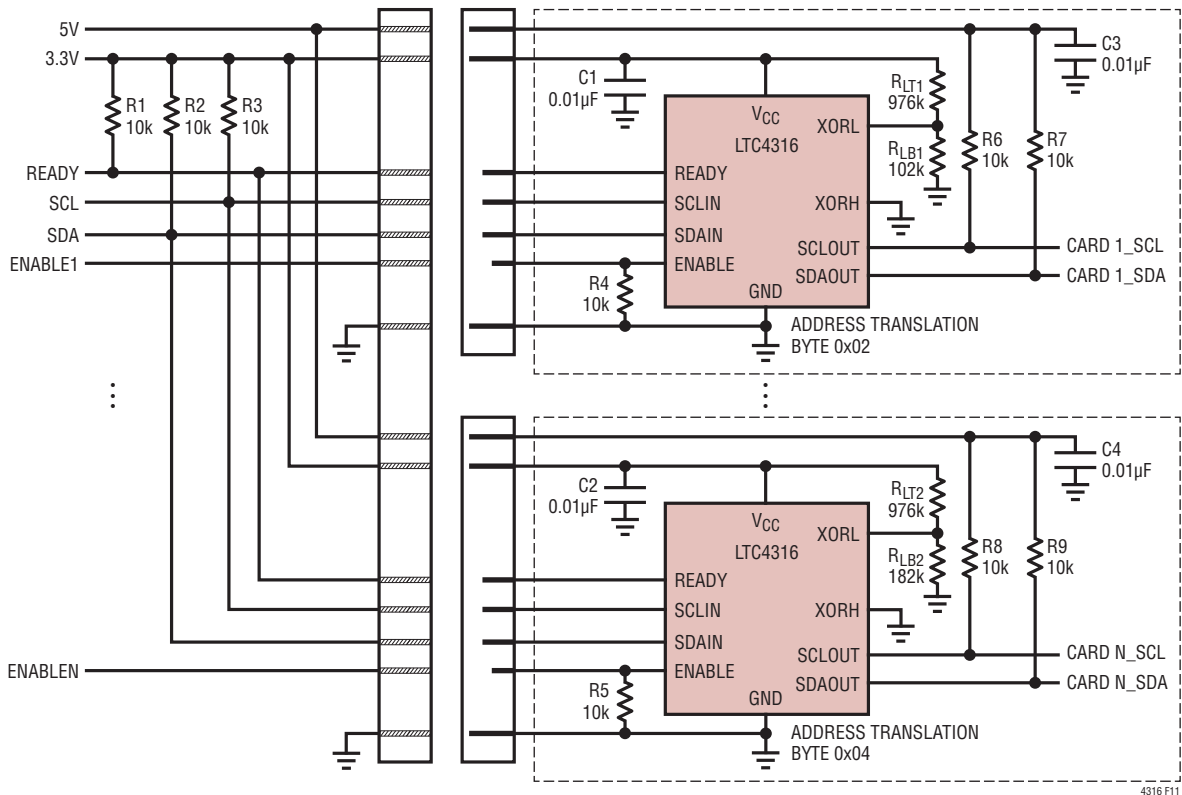 5V
3.3V
R1
10k
R2
10k
R3
10k
READY
SCL
SDA
ENABLE1
C1
0.01µF
VCC
LTC4316
READY
SCLIN
SDAIN
ENABLE
GND
XORL
XORH
SCLOUT
SDAOUT
R4
10k
RLT1
976k
RLB1
102k
R6
10k
R7
10k
C3
0.01µF
CARD 1_SCL
CARD 1_SDA
ADDRESS TRANSLATION
BYTE 0x02
ENABLEN
C2
0.01µF
VCC
LTC4316
READY
SCLIN
SDAIN
ENABLE
GND
XORL
XORH
SCLOUT
SDAOUT
R5
10k
RLT2
976k
RLB2
182k
R8
10k
R9
10k
C4
0.01µF
CARD N_SCL
CARD N_SDA
ADDRESS TRANSLATION
BYTE 0x04
4316 F11